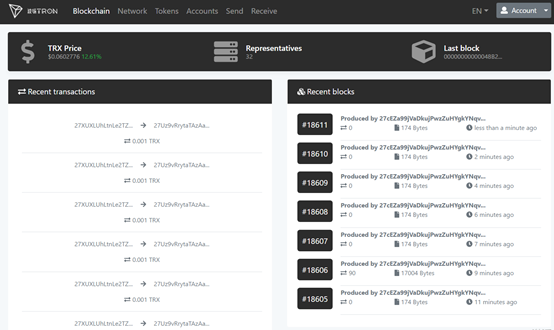 TRON
Blockchain Network Tokens Accounts Send Receive EN Account
TRX Price
$0.0602776 12.61%
Representatives
32
Last block
00000000000004882...
Recent transactions
27XUXLUhLtnLe2TZ... 27Uz9vRrytaTAzAa...
0.001 TRX
27XUXLUhLtnLe2TZ... 27Uz9vRrytaTAzAa...
0.001 TRX
27XUXLUhLtnLe2TZ... 27Uz9vRrytaTAzAa...
0.001 TRX
27XUXLUhLtnLe2TZ... 27Uz9vRrytaTAzAa...
0.001 TRX
27XUXLUhLtnLe2TZ... 27Uz9vRrytaTAzAa...
0.001 TRX
27XUXLUhLtnLe2TZ... 27Uz9vRrytaTAzAa...
Recent blocks
#18611
Produced by 27cEZa99jVaDkujPwzZuHYgkYNqv...
0 174 Bytes less than a minute ago
#18610
Produced by 27cEZa99jVaDkujPwzZuHYgkYNqv...
0 174 Bytes 2 minutes ago
#18609
Produced by 27cEZa99jVaDkujPwzZuHYgkYNqv...
0 174 Bytes 4 minutes ago
#18608
Produced by 27cEZa99jVaDkujPwzZuHYgkYNqv...
0 174 Bytes 6 minutes ago
#18607
Produced by 27cEZa99jVaDkujPwzZuHYgkYNqv...
0 174 Bytes 7 minutes ago
#18606
Produced by 27cEZa99jVaDkujPwzZuHYgkYNqv...
90 17004 Bytes 9 minutes ago
#18605
Produced by 27cEZa99jVaDkujPwzZuHYgkYNqv...
0 174 Bytes 11 minutes ago